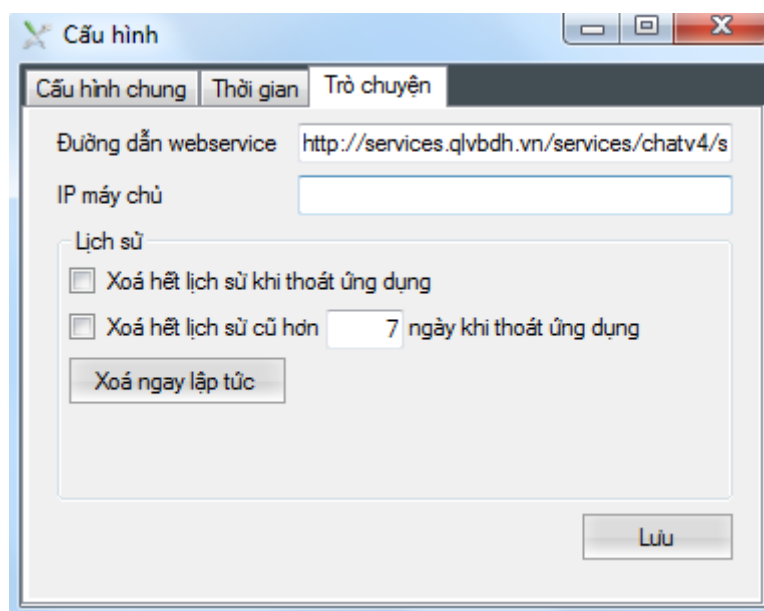 Cấu hình
Cấu hình chung Thời gian Trò chuyện
Đường dẫn webservice http://services.qlvbdh.vn/services/chatv4/s
IP máy chủ
Lịch sử
Xoá hết lịch sử khi thoát ứng dụng
Xoá hết lịch sử cũ hơn 7 ngày khi thoát ứng dụng
Xoá ngay lập tức
Lưu